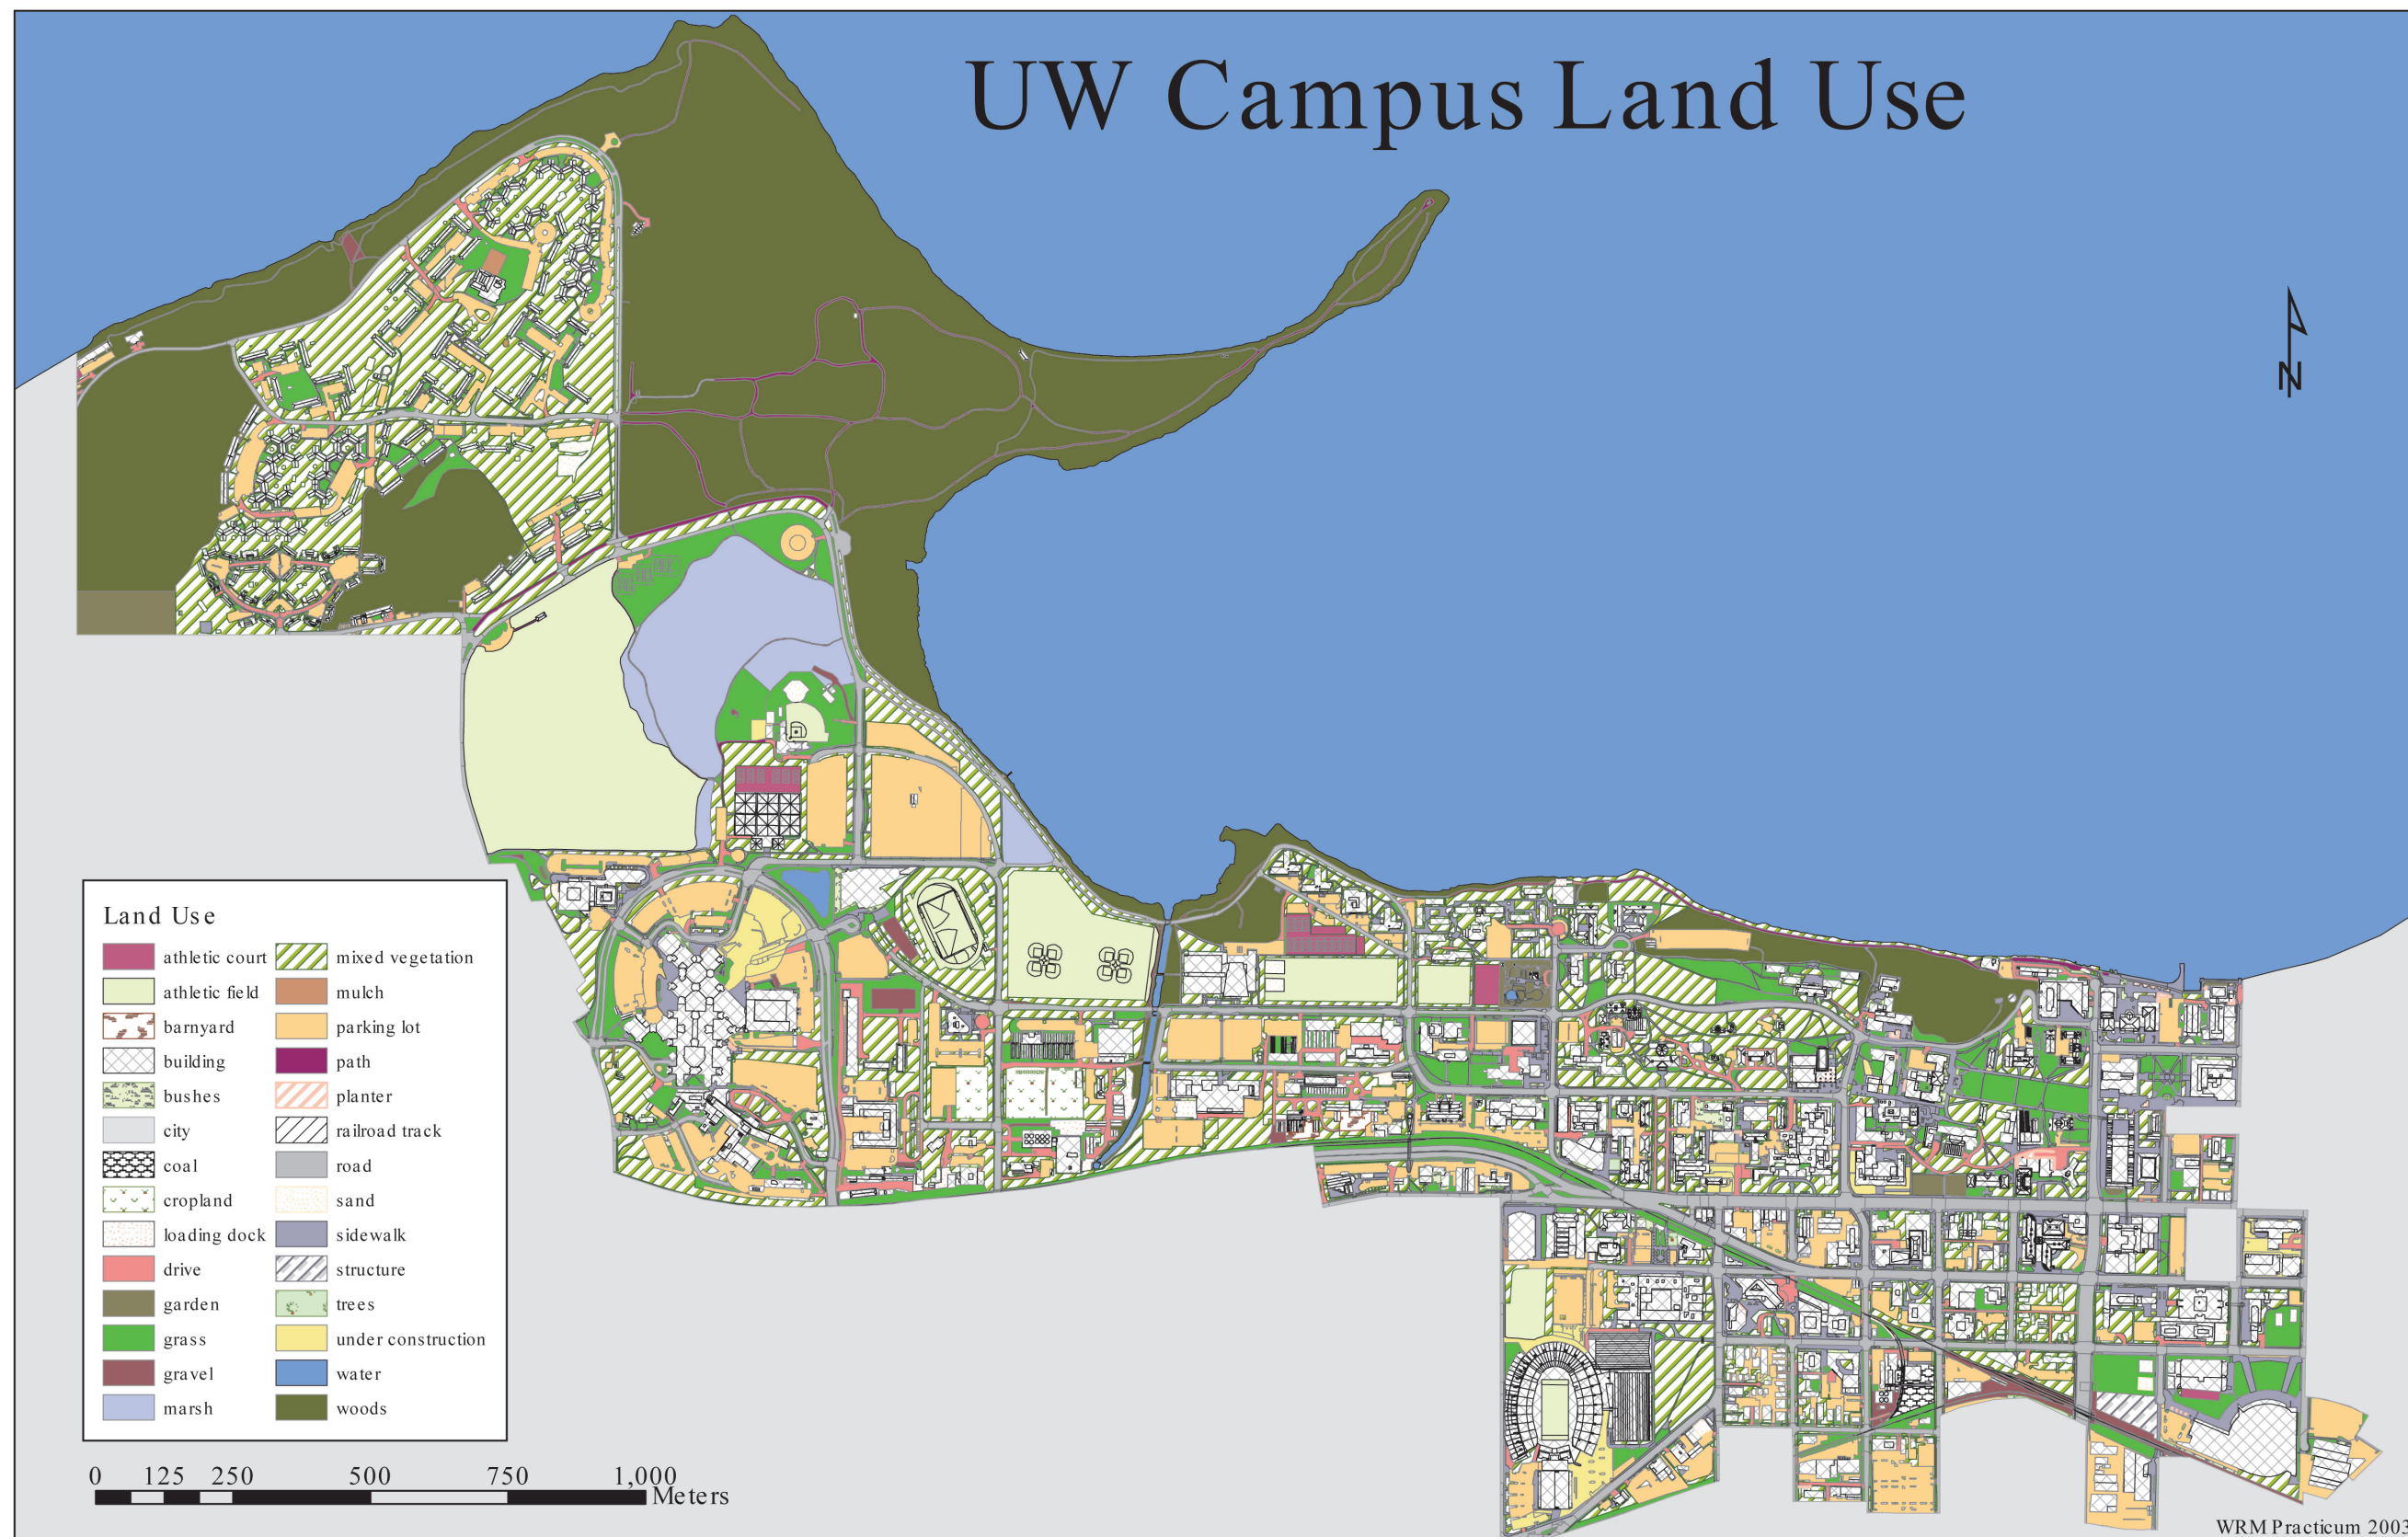 UW Campus Land Use
N
Land Use
athletic court
athletic field
barnyard
building
bushes
city
coal
cropland
loading dock
drive
garden
grass
gravel
marsh
mixed vegetation
mulch
parking lot
path
planter
railroad track
road
sand
sidewalk
structure
trees
under construction
water
woods
0 125 250 500 750 1,000
Meters
WRM Practicum 2003